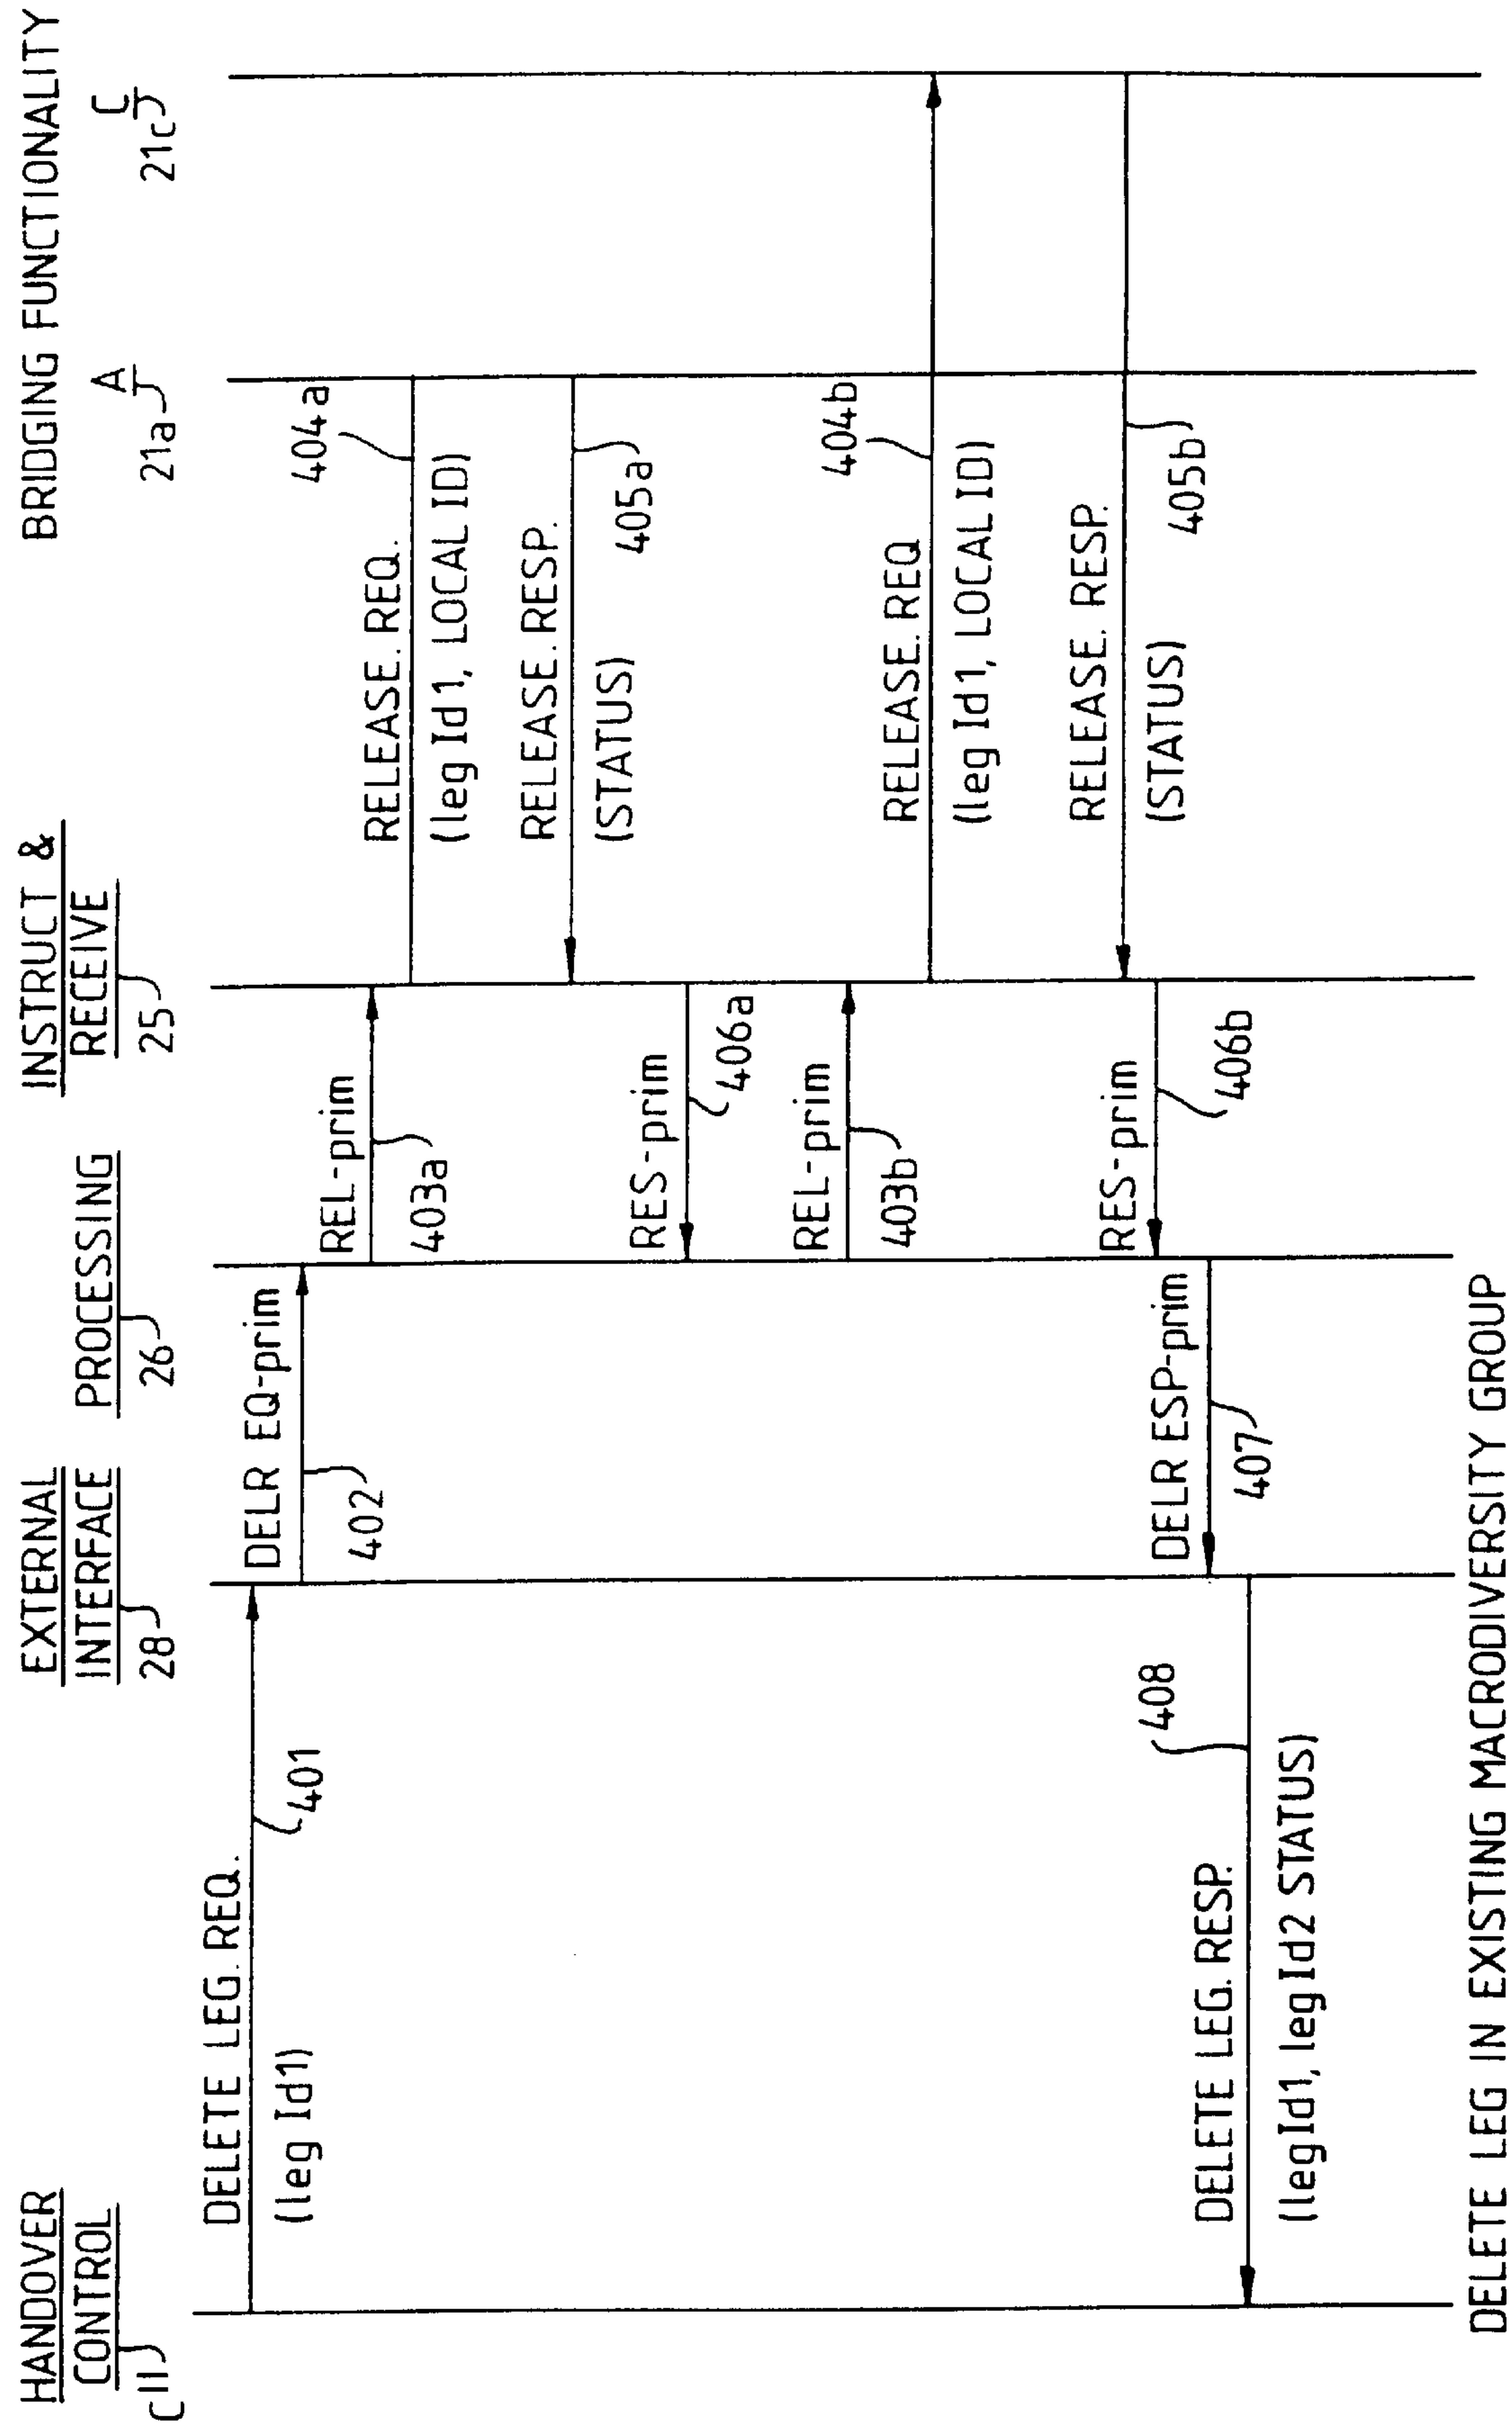 HANDOVER
CONTROL
C11
EXTERNAL
INTERFACE
28
PROCESSING
26
INSTRUCT &
RECEIVE
25
BRIDGING FUNCTIONALITY
A
21a
C
21c
DELETE LEG. REQ.
(leg Id1)
401
DELR EQ-prim
402
REL-prim
403a
RELEASE. REQ.
(leg Id1, LOCAL ID)
404a
RELEASE. RESP.
(STATUS)
405a
RES-prim
406a
REL-prim
403b
RELEASE. REQ
(leg Id1, LOCAL ID)
404b
RELEASE. RESP
(STATUS)
405b
RES-prim
406b
DELR ESP-prim
407
DELETE LEG. RESP.
(legId1, legId2 STATUS)
408
DELETE LEG IN EXISTING MACRODIVERSITY GROUP